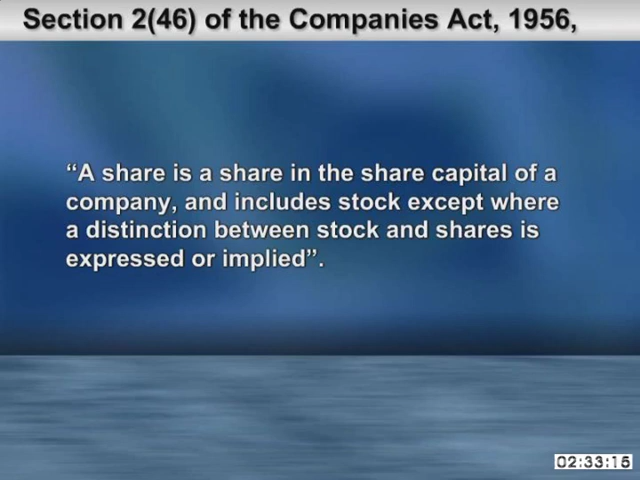 Section 2(46) of the Companies Act, 1956,
“A share is a share in the share capital of a
company, and includes stock except where
a distinction between stock and shares is
expressed or implied”.
02:33:15